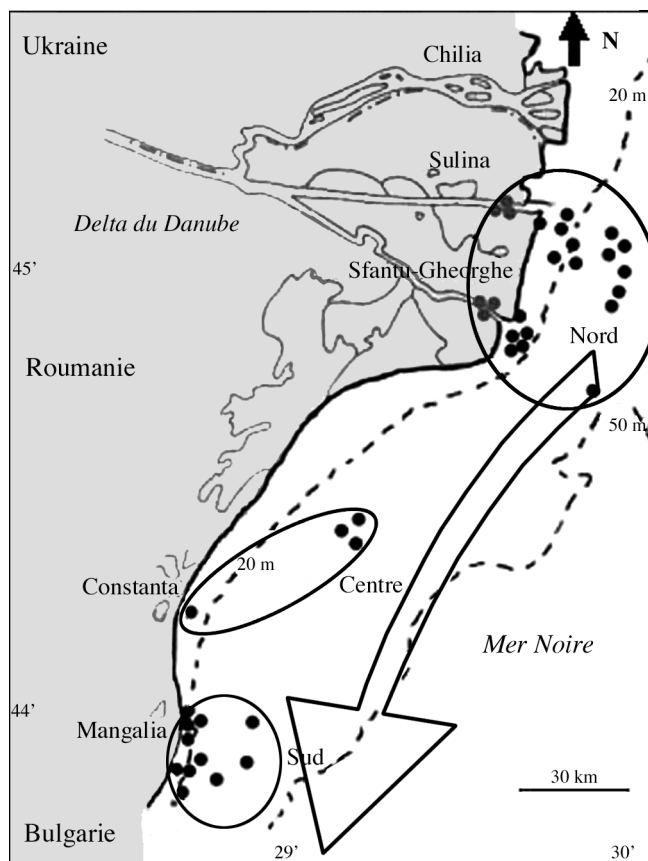 Ukraine
N
Chilia
20 m
Sulina
Delta du Danube
45'
Sfantu-Gheorghe
Nord
Roumanie
50 m
20 m
Constanta
Centre
Mer Noire
44'
Mangalia
Sud
30 km
Bulgarie
29'
30'